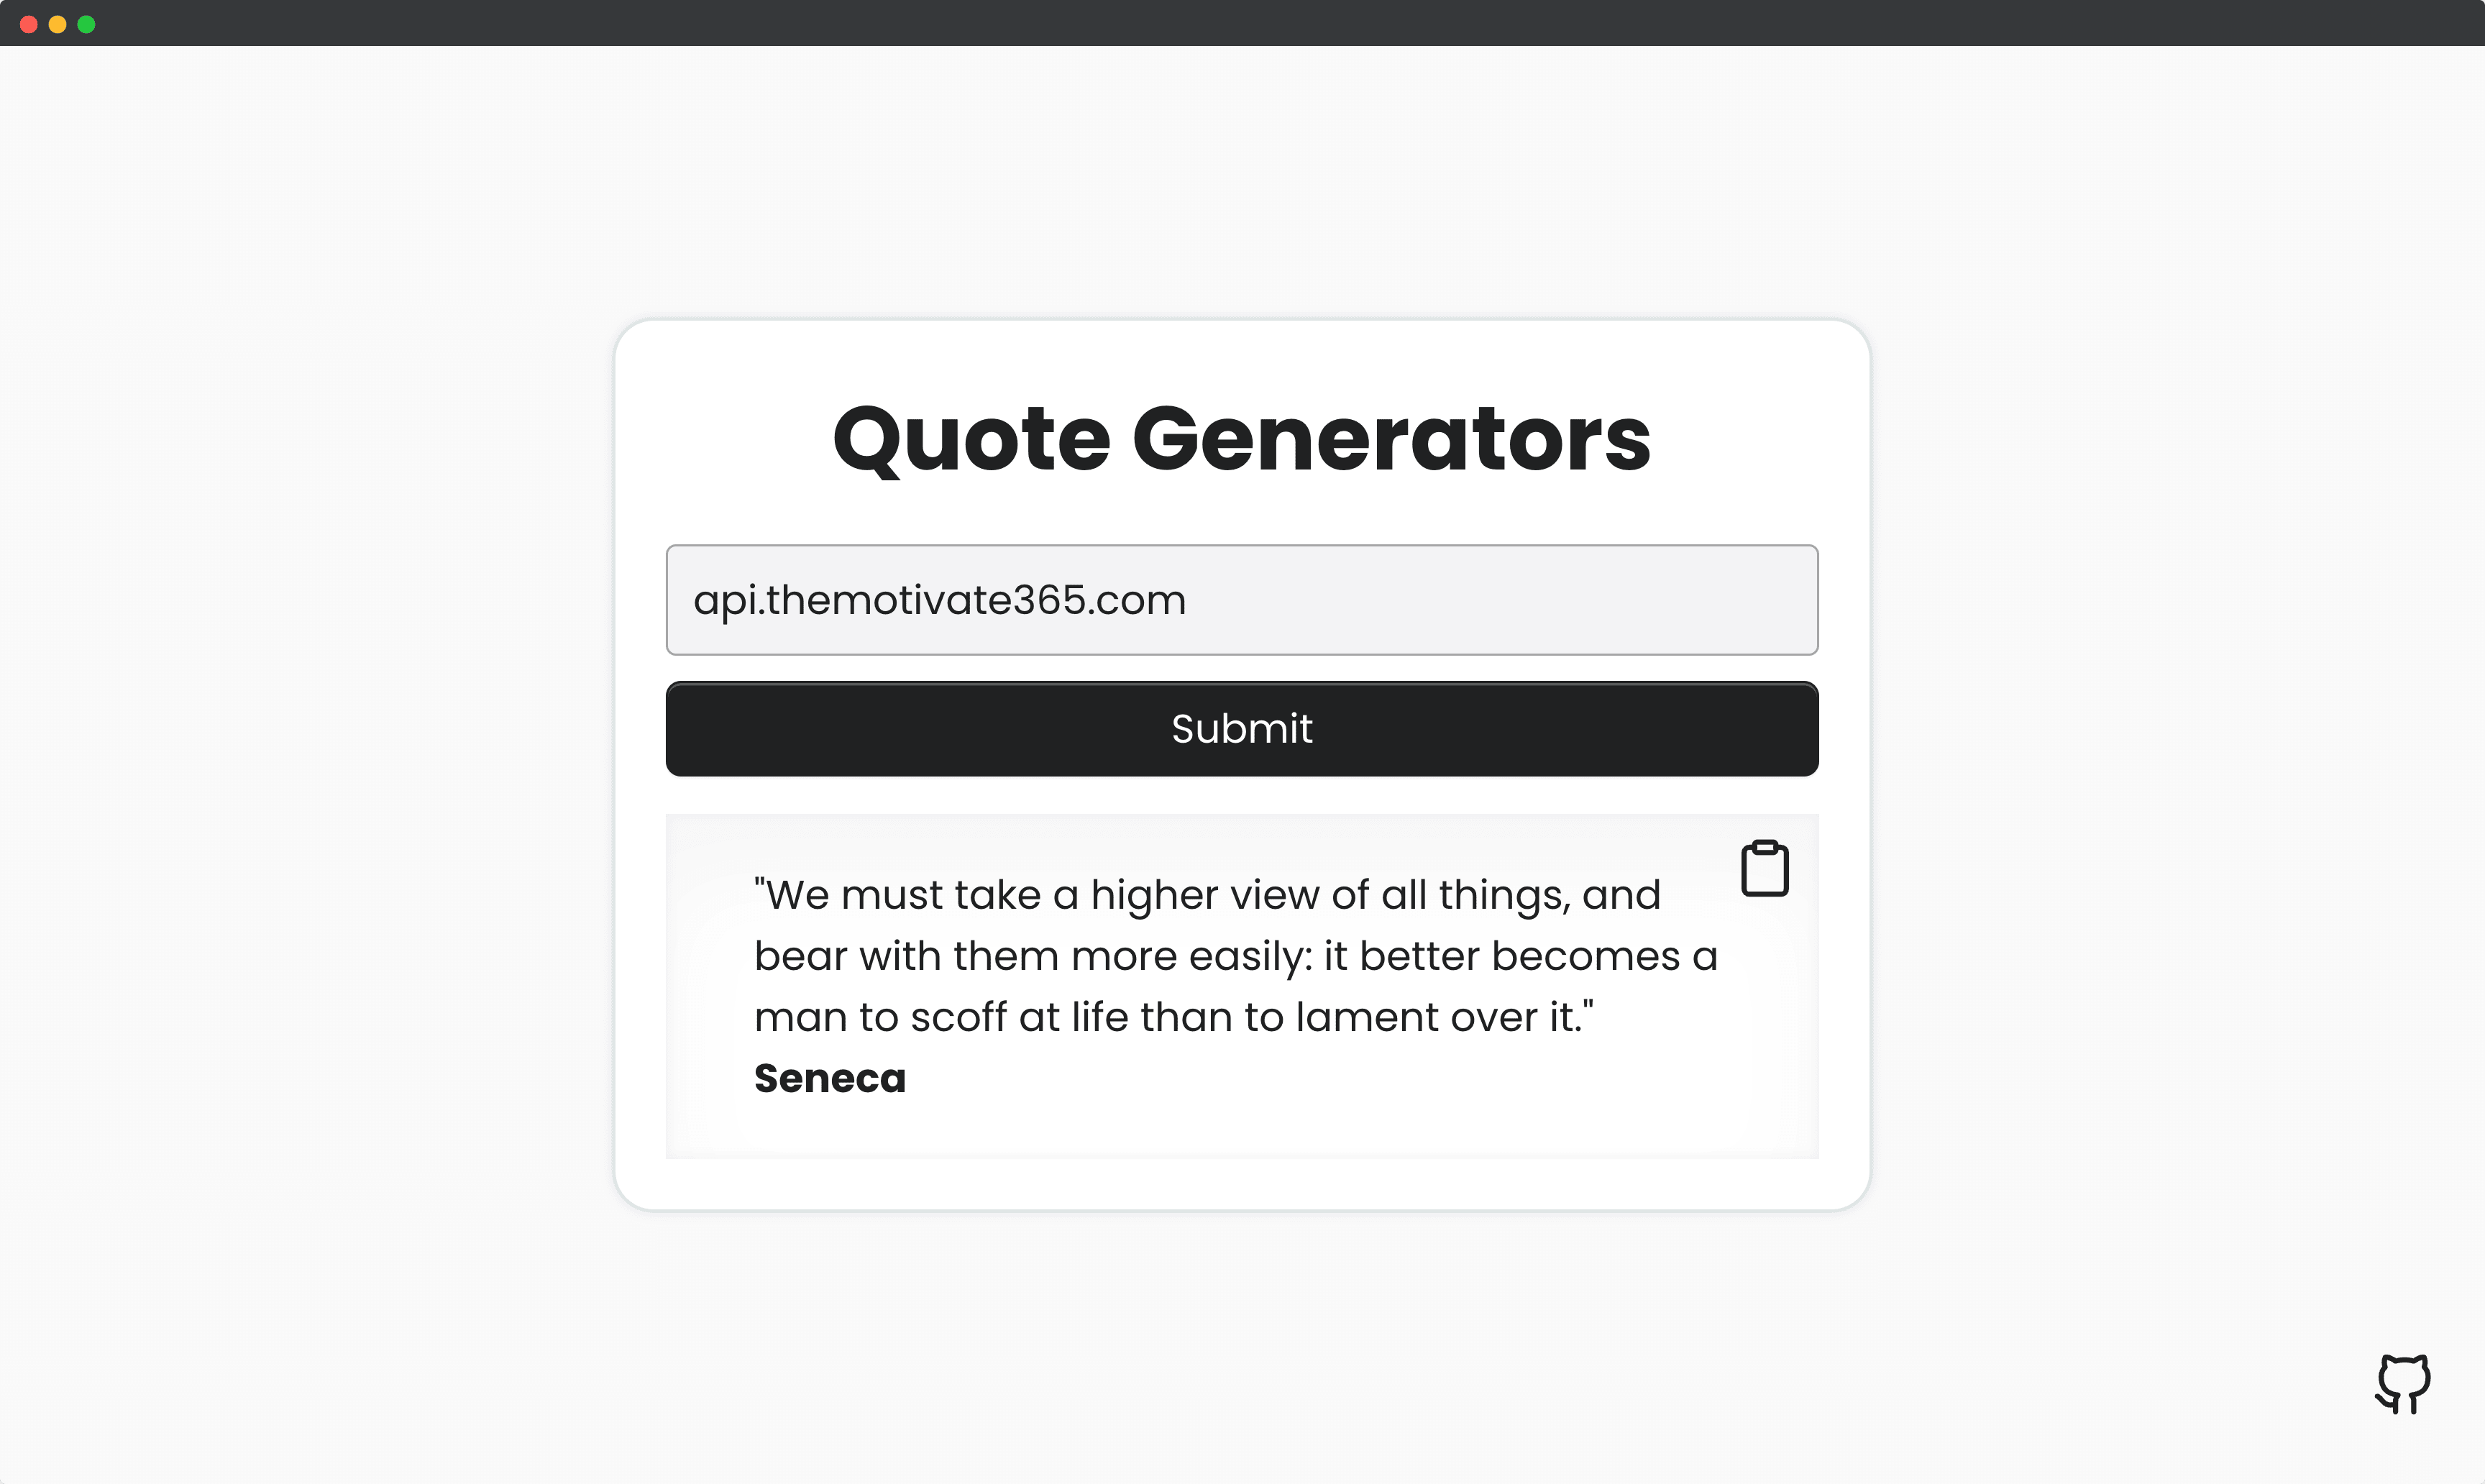 Quote Generators
api.themotivate365.com
Submit
"We must take a higher view of all things, and
bear with them more easily: it better becomes a
man to scoff at life than to lament over it."
Seneca